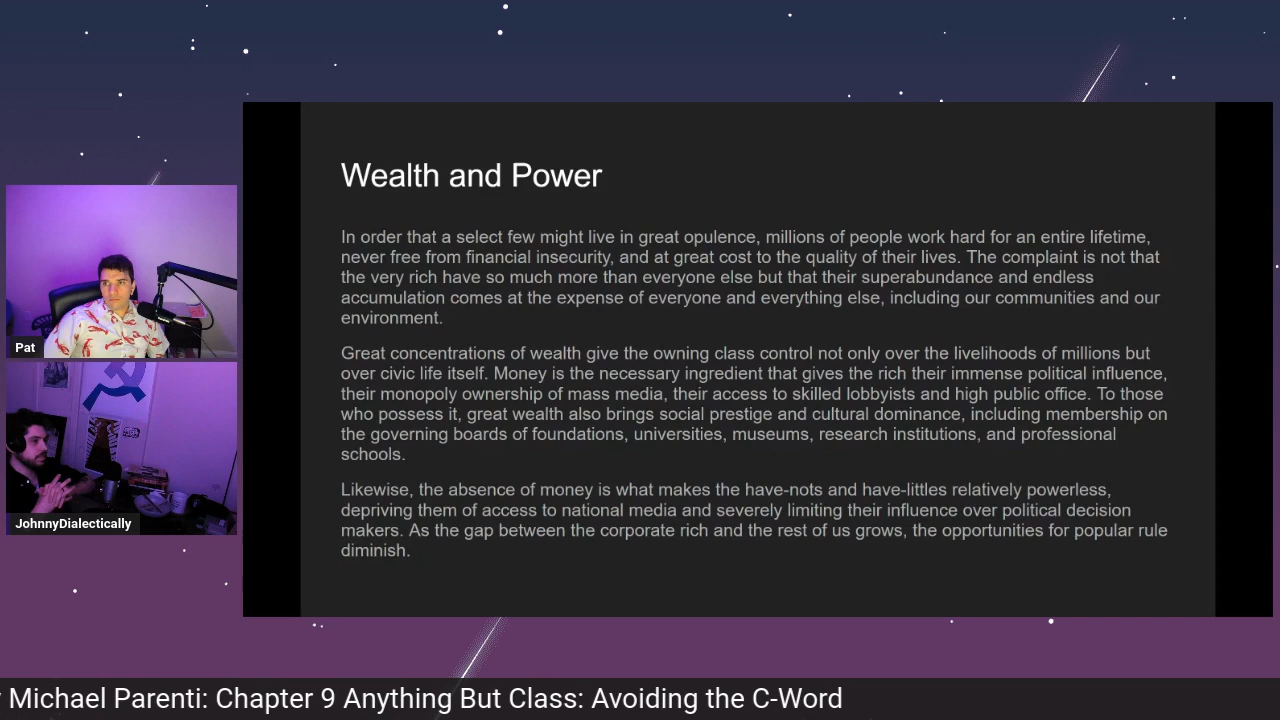 Wealth and Power
In order that a select few might live in great opulence, millions of people work hard for an entire lifetime,
never free from financial insecurity, and at great cost to the quality of their lives. The complaint is not that
the very rich have so much more than everyone else but that their superabundance and endless
accumulation comes at the expense of everyone and everything else, including our communities and our
environment.
Great concentrations of wealth give the owning class control not only over the livelihoods of millions but
over civic life itself. Money is the necessary ingredient that gives the rich their immense political influence,
their monopoly ownership of mass media, their access to skilled lobbyists and high public office. To those
who possess it, great wealth also brings social prestige and cultural dominance, including membership on
the governing boards of foundations, universities, museums, research institutions, and professional
schools.
Likewise, the absence of money is what makes the have-nots and have-littles relatively powerless,
depriving them of access to national media and severely limiting their influence over political decision
makers. As the gap between the corporate rich and the rest of us grows, the opportunities for popular rule
diminish.
Pat
JohnnyDialectically
Michael Parenti: Chapter 9 Anything But Class: Avoiding the C-Word